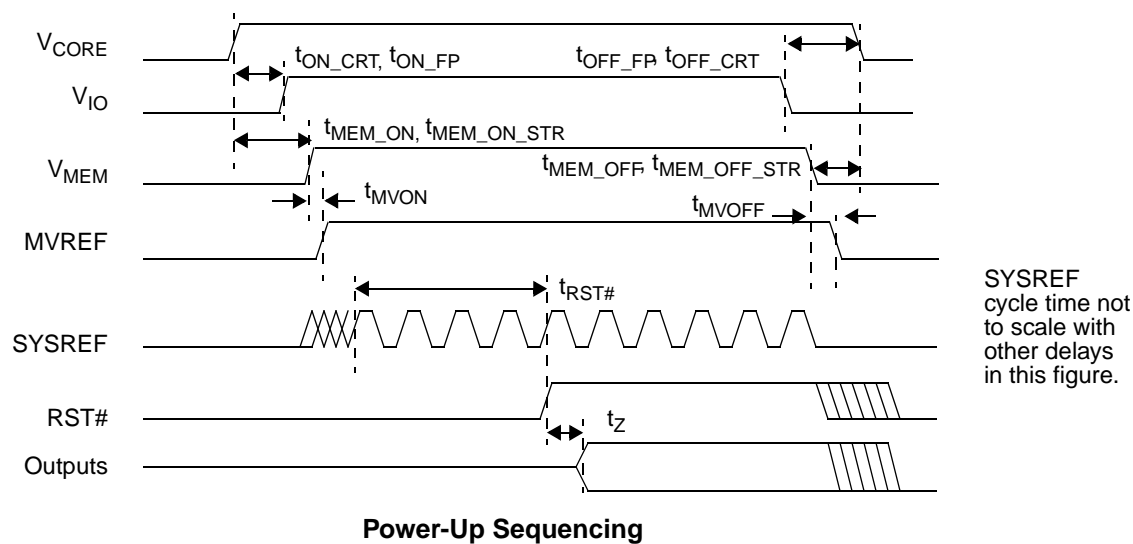 VCORE
tON_CRT, tON_FP
tOFF_FP, tOFF_CRT
VIO
tMEM_ON, tMEM_ON_STR
VMEM
tMEM_OFF, tMEM_OFF_STR
tMVON
tMVOFF
MVREF
tRST#
SYSREF
SYSREF
cycle time not
to scale with
other delays
in this figure.
RST#
tZ
Outputs
Power-Up Sequencing